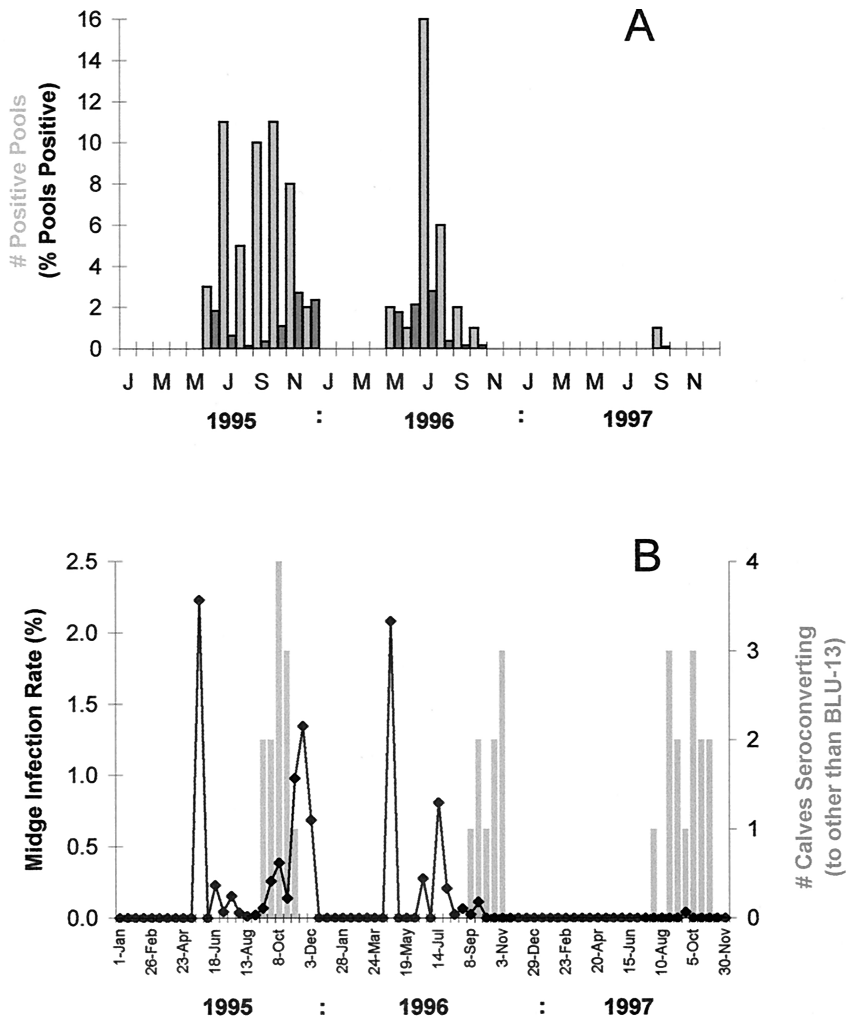 A
# Positive Pools
(% Pools Positive)
16
14
12
10
8
6
4
2
0
J M M J S N J M M J S N J M M J S N
1995 : 1996 : 1997
B
Midge Infection Rate (%)
2.5
2.0
1.5
1.0
0.5
0.0
4
3
2
1
0
# Calves Seroconverting
(to other than BLU-13)
1-Jan
26-Feb
23-Apr
18-Jun
13-Aug
8-Oct
3-Dec
28-Jan
24-Mar
19-May
14-Jul
8-Sep
3-Nov
29-Dec
23-Feb
20-Apr
15-Jun
10-Aug
5-Oct
30-Nov
1995 : 1996 : 1997